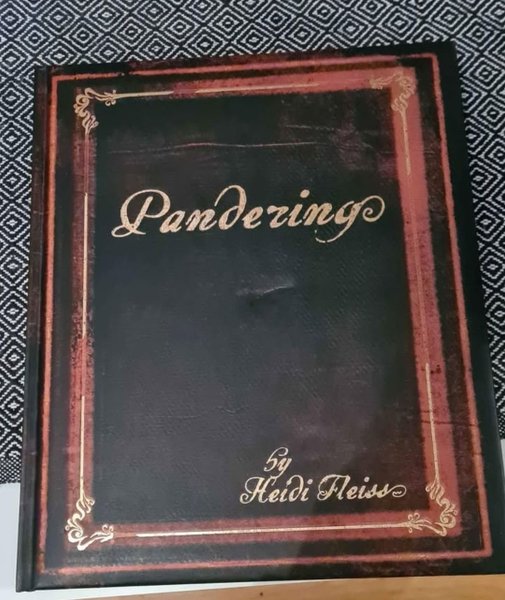 Pandering
by
Heidi Fleiss